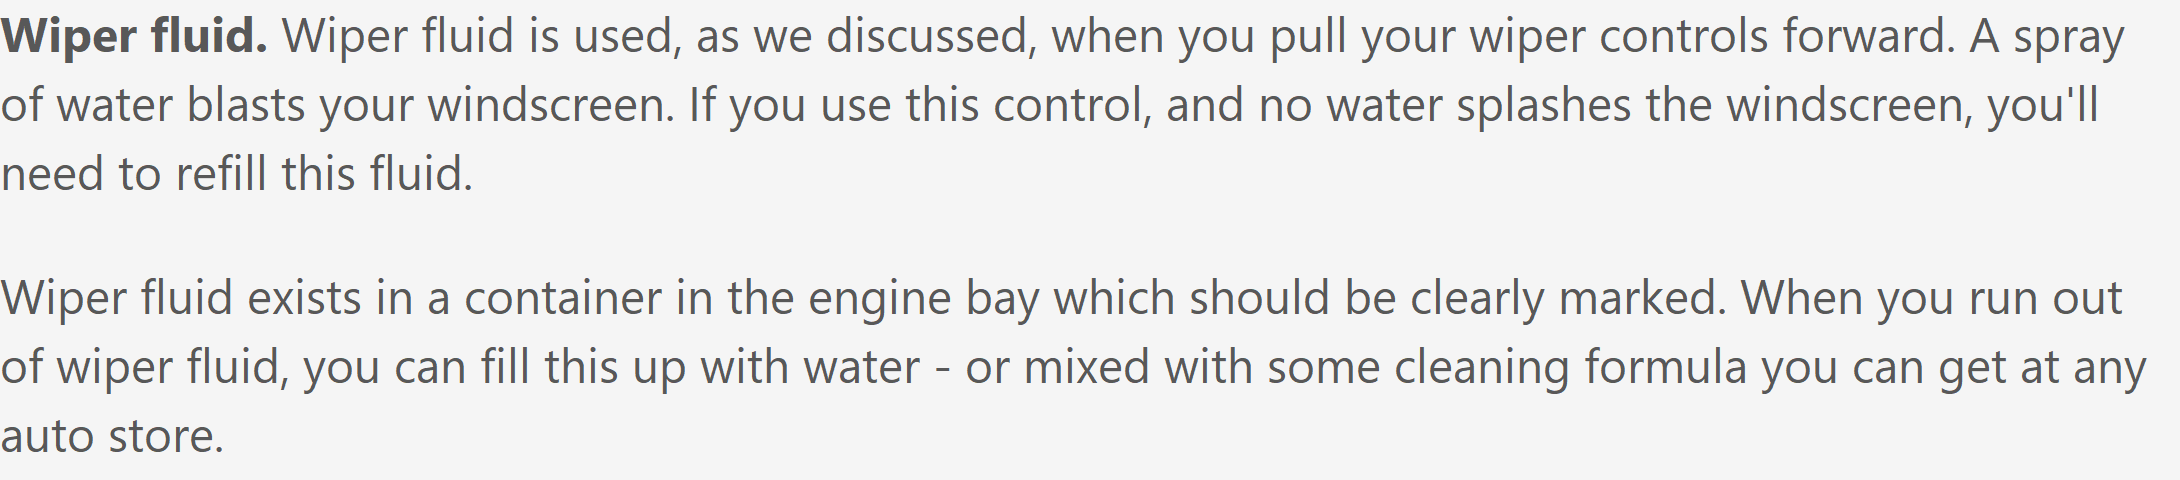 Wiper fluid. Wiper fluid is used, as we discussed, when you pull your wiper controls forward. A spray
of water blasts your windscreen. If you use this control, and no water splashes the windscreen, you'll
need to refill this fluid.
Wiper fluid exists in a container in the engine bay which should be clearly marked. When you run out
of wiper fluid, you can fill this up with water - or mixed with some cleaning formula you can get at any
auto store.